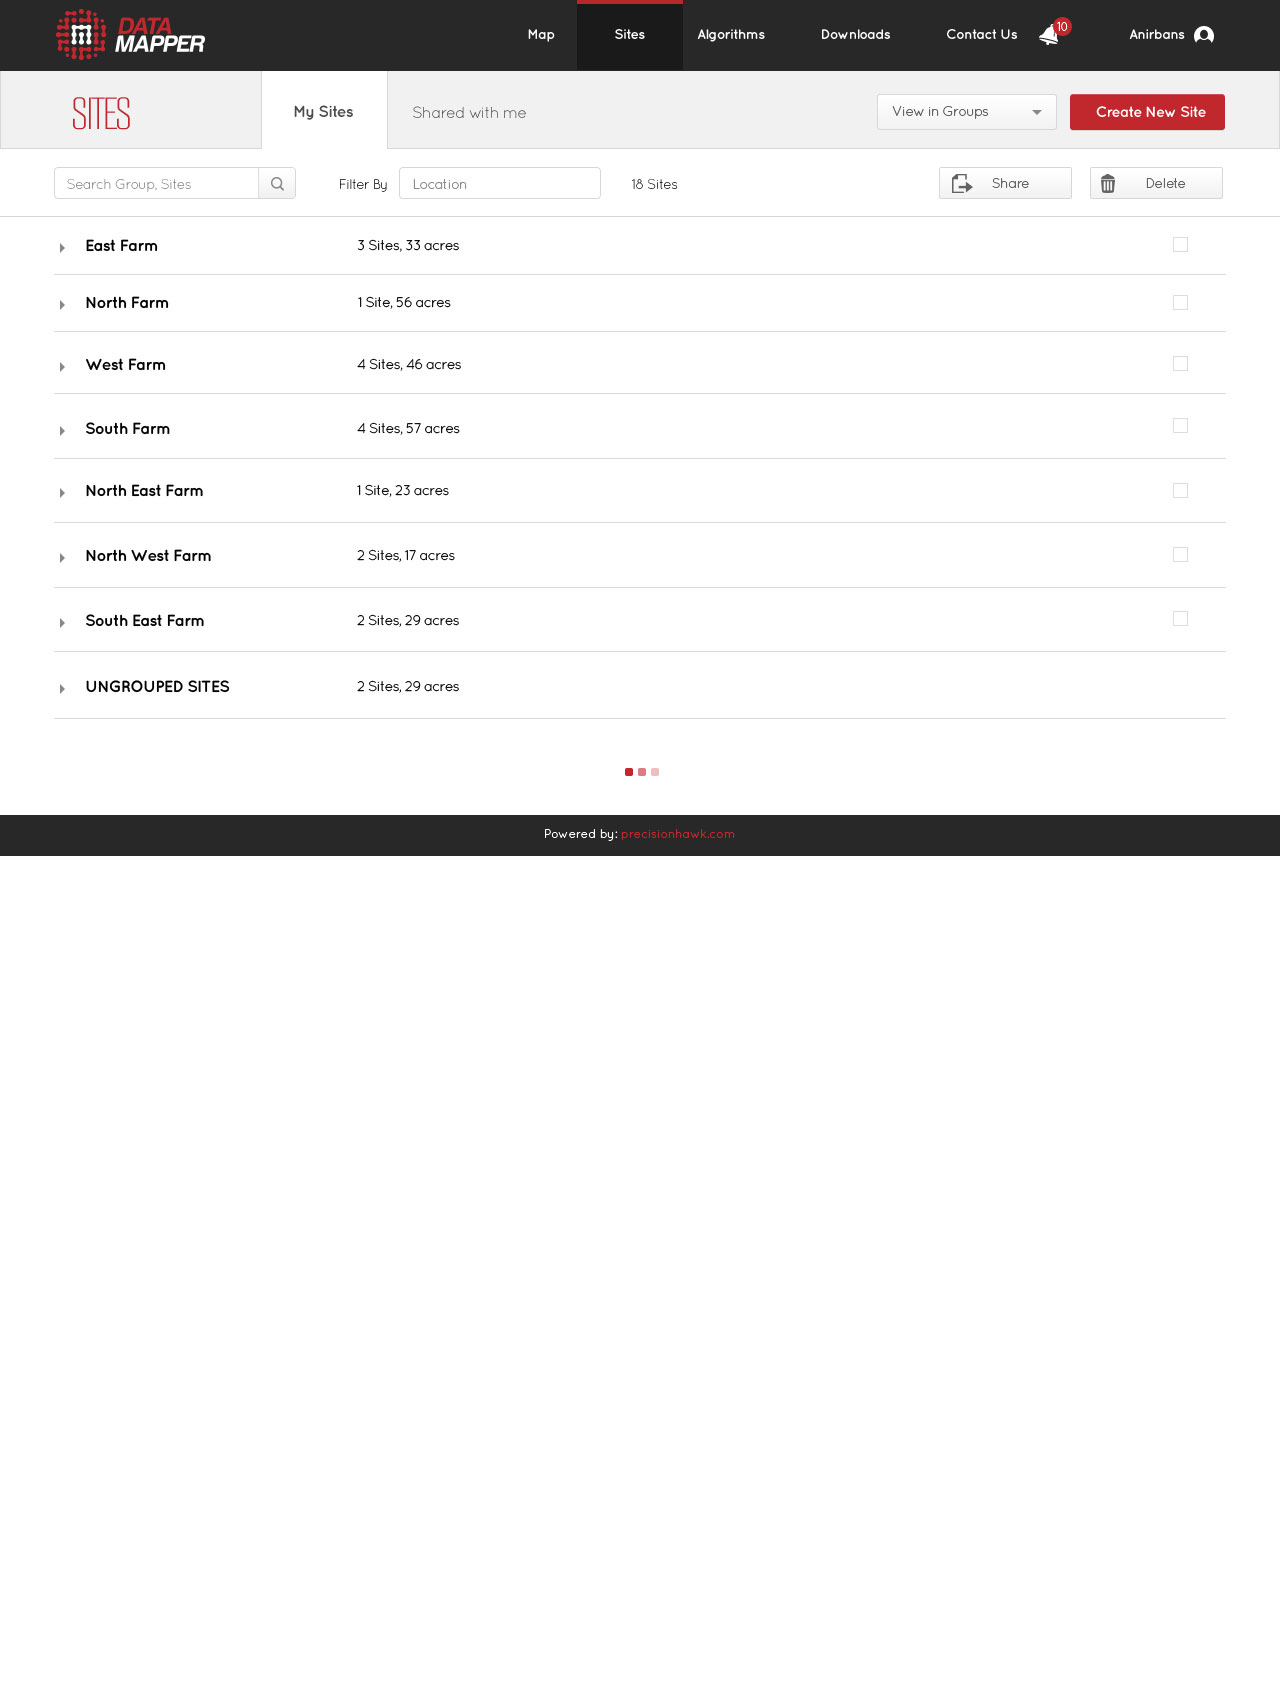 DATA
MAPPER
Map Sites Algorithms Downloads Contact Us 10 Anirbans
SITES My Sites Shared with me View in Groups Create New Site
Search Group, Sites Filter By Location 18 Sites Share Delete
East Farm 3 Sites, 33 acres
North Farm 1 Site, 56 acres
West Farm 4 Sites, 46 acres
South Farm 4 Sites, 57 acres
North East Farm 1 Site, 23 acres
North West Farm 2 Sites, 17 acres
South East Farm 2 Sites, 29 acres
UNGROUPED SITES 2 Sites, 29 acres
Powered by: precisionhawk.com